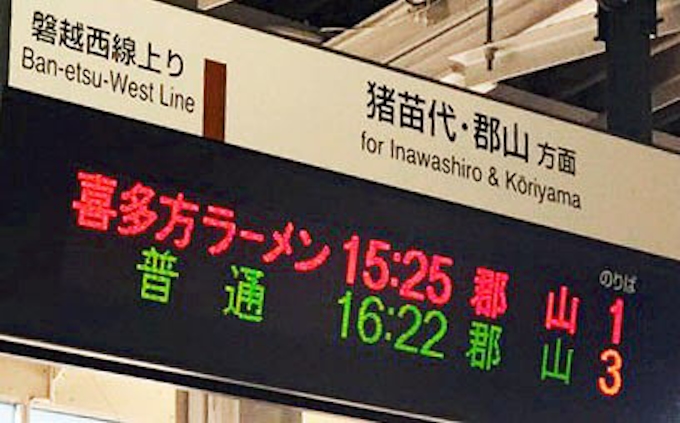 磐越西線上り
Ban-etsu-West Line
猪苗代・郡山 方面
for Inawashiro & Kōriyama
のりば
喜多方ラーメン 15:25 郡山 1
普通 16:22 郡山 3